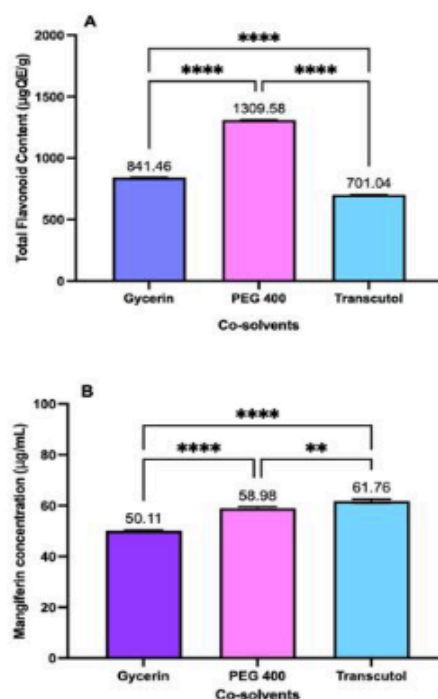 A
Total Flavonoid Content (µgQE/g)
2000
1500
1000
500
0
****
****
****
841.46
1309.58
701.04
Gycerin
PEG 400
Transcutol
Co-solvents
B
Mangiferin concentration (µg/mL)
100
80
60
40
20
0
****
****
**
50.11
58.98
61.76
Gycerin
PEG 400
Transcutol
Co-solvents